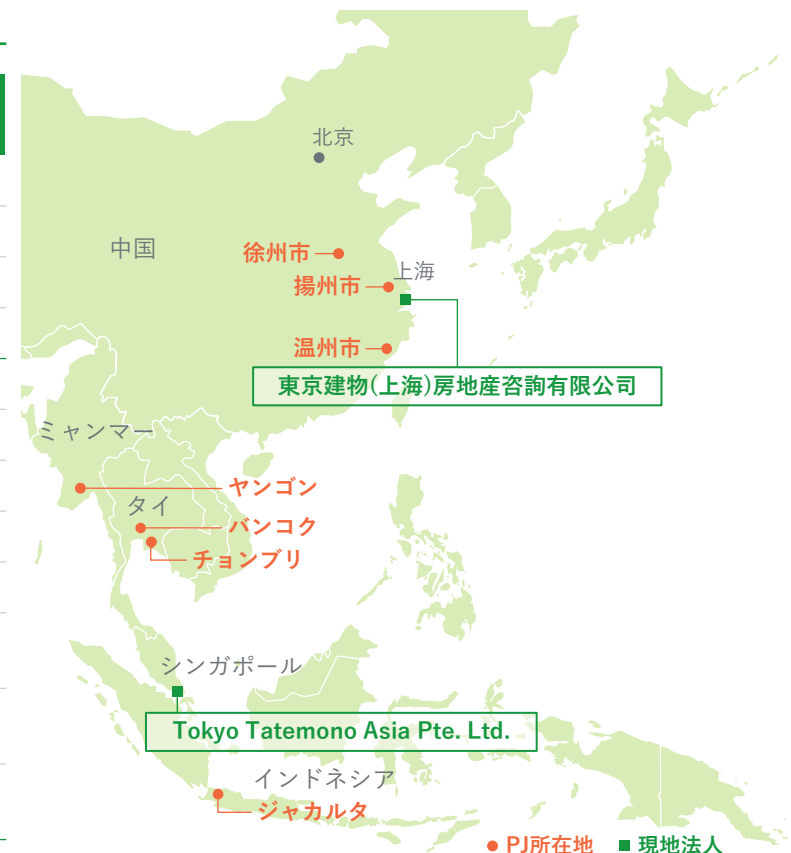 北京
中国
徐州市
上海
揚州市
温州市
東京建物(上海)房地産咨詢有限公司
ミャンマー
ヤンゴン
タイ
バンコク
チョンブリ
シンガポール
Tokyo Tatemono Asia Pte. Ltd.
インドネシア
ジャカルタ
PJ所在地 現地法人